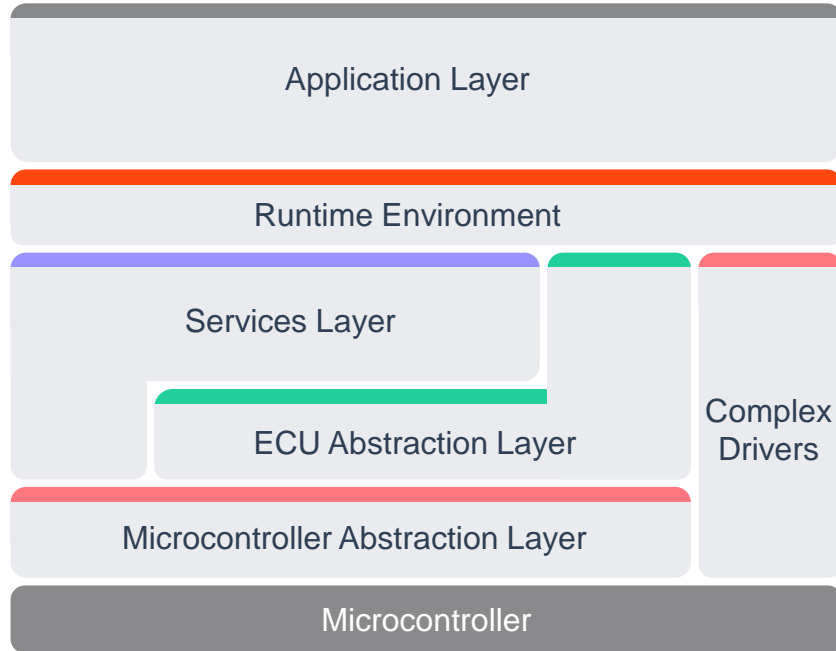 Application Layer
Runtime Environment
Services Layer
ECU Abstraction Layer
Complex
Drivers
Microcontroller Abstraction Layer
Microcontroller